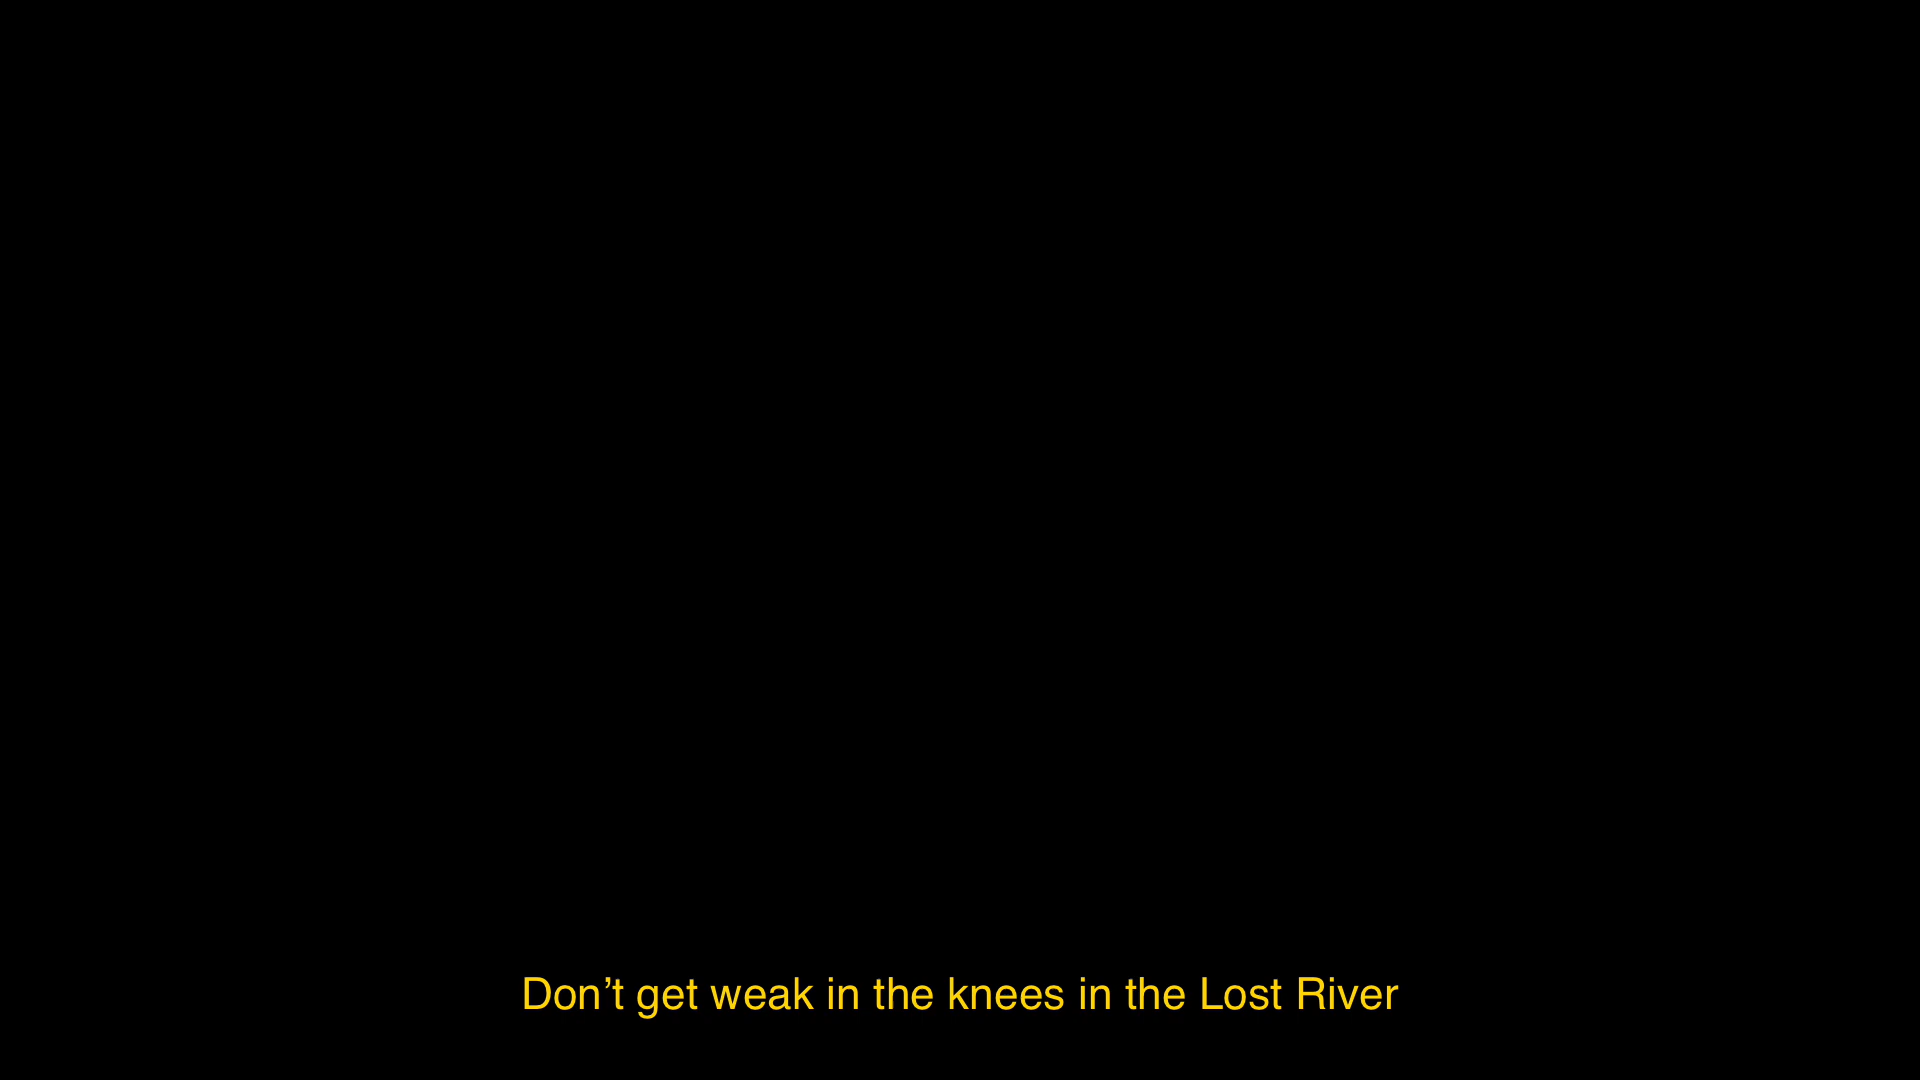 Don’t get weak in the knees in the Lost River